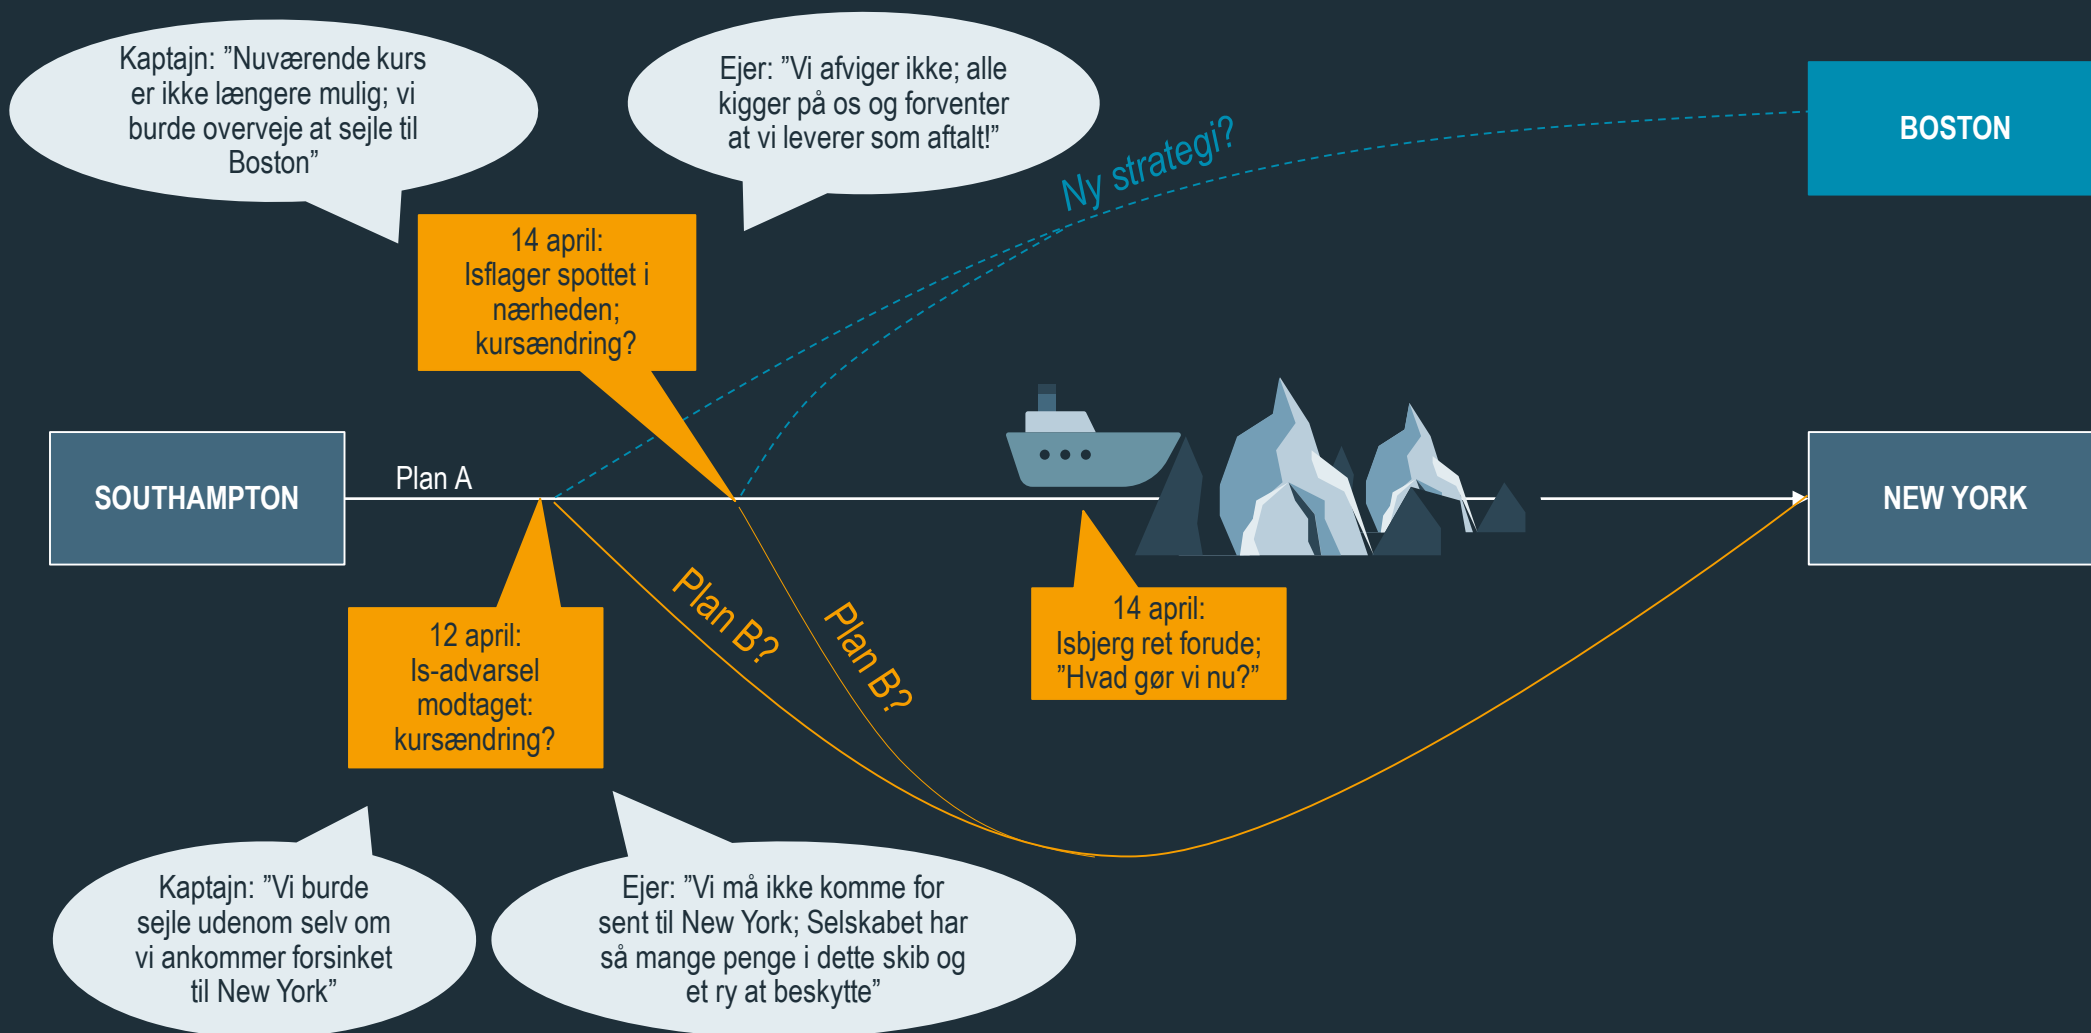 Kaptajn: ”Nuværende kurs
er ikke længere mulig; vi
burde overveje at sejle til
Boston”
Ejer: ”Vi afviger ikke; alle
kigger på os og forventer
at vi leverer som aftalt!”
BOSTON
Ny strategi?
14 april:
Isflager spottet i
nærheden;
kursændring?
SOUTHAMPTON
Plan A
NEW YORK
Plan B?
Plan B?
12 april:
Is-advarsel
modtaget:
kursændring?
14 april:
Isbjerg ret forude;
”Hvad gør vi nu?”
Kaptajn: ”Vi burde
sejle udenom selv om
vi ankommer forsinket
til New York”
Ejer: ”Vi må ikke komme for
sent til New York; Selskabet har
så mange penge i dette skib og
et ry at beskytte”